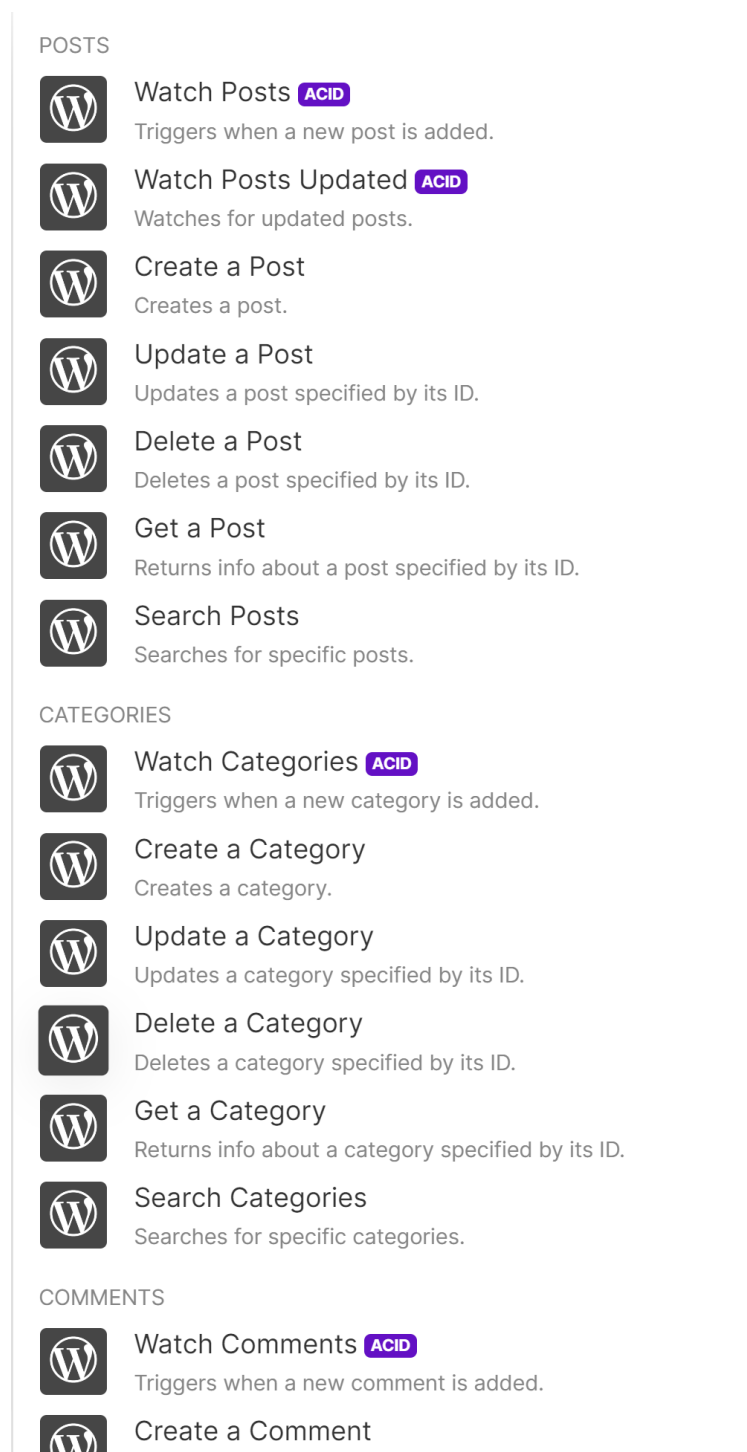 POSTS
Watch Posts ACID
Triggers when a new post is added.
Watch Posts Updated ACID
Watches for updated posts.
Create a Post
Creates a post.
Update a Post
Updates a post specified by its ID.
Delete a Post
Deletes a post specified by its ID.
Get a Post
Returns info about a post specified by its ID.
Search Posts
Searches for specific posts.
CATEGORIES
Watch Categories ACID
Triggers when a new category is added.
Create a Category
Creates a category.
Update a Category
Updates a category specified by its ID.
Delete a Category
Deletes a category specified by its ID.
Get a Category
Returns info about a category specified by its ID.
Search Categories
Searches for specific categories.
COMMENTS
Watch Comments ACID
Triggers when a new comment is added.
Create a Comment